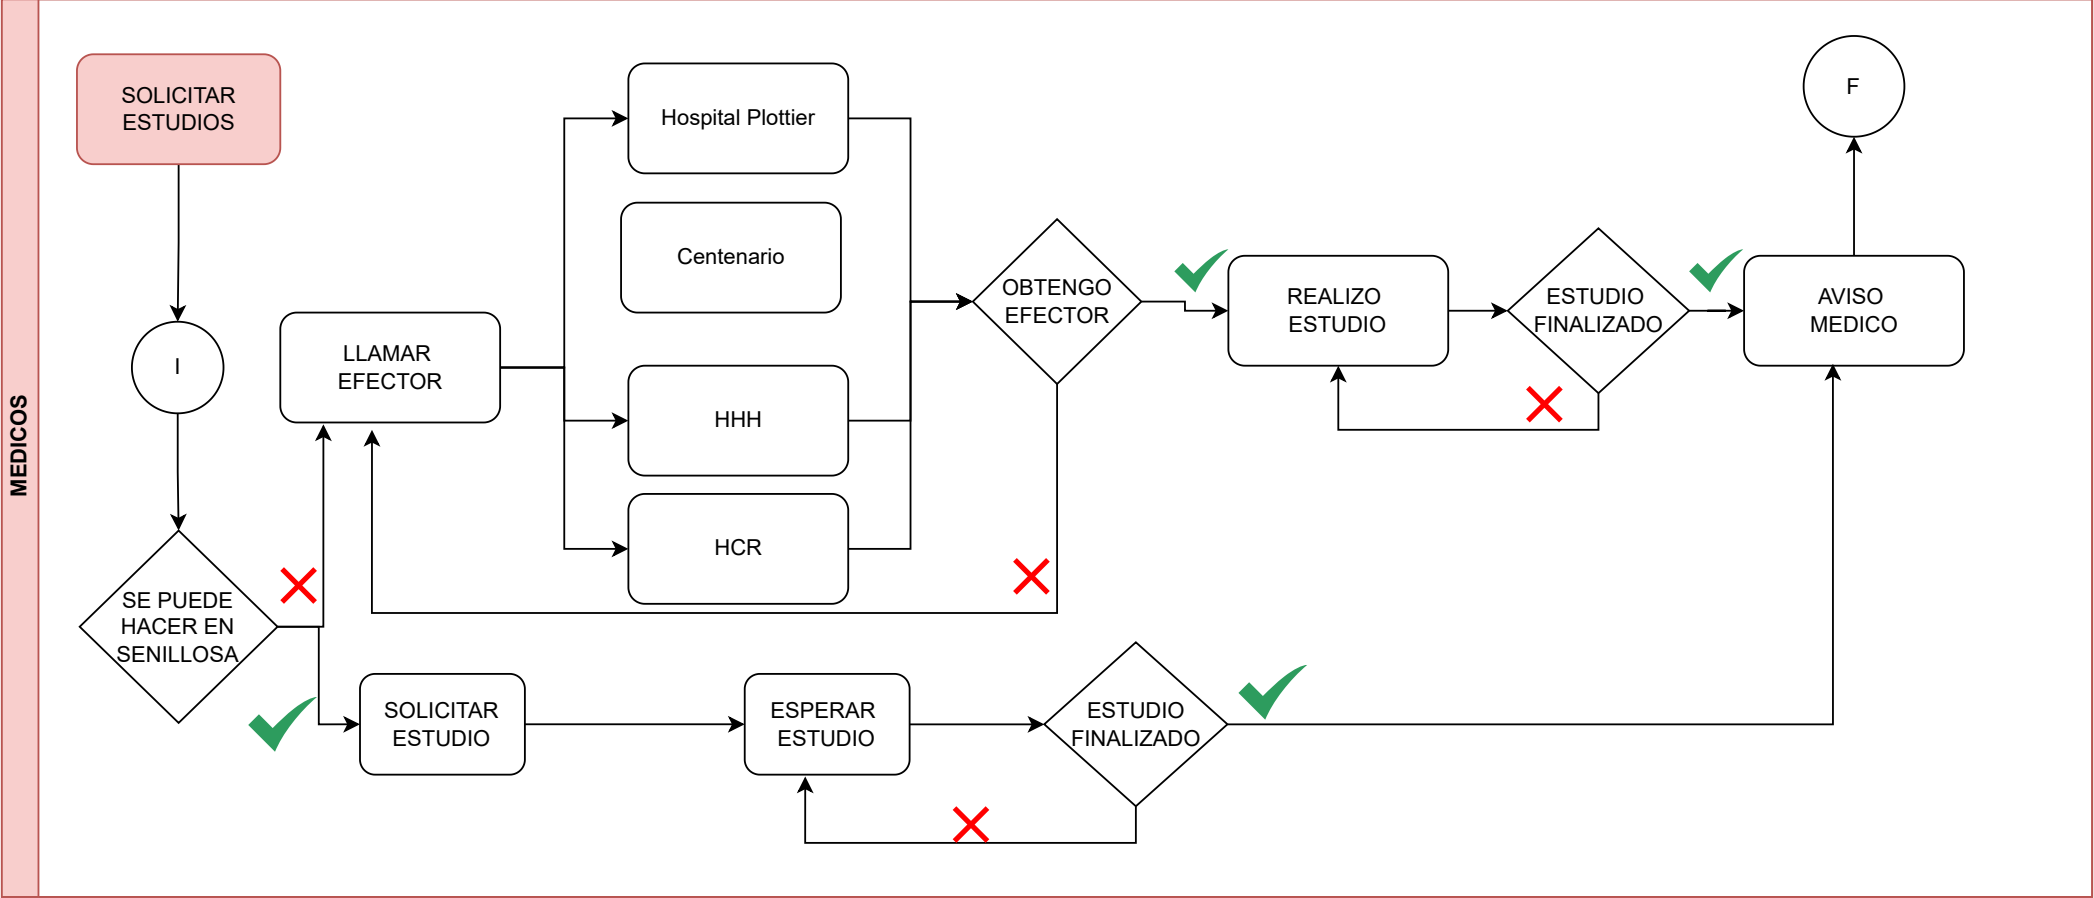 MEDICOS
SOLICITAR
ESTUDIOS
I
SE PUEDE
HACER EN
SENILLOSA
LLAMAR
EFECTOR
Hospital Plottier
Centenario
HHH
HCR
OBTENGO
EFECTOR
REALIZO
ESTUDIO
ESTUDIO
FINALIZADO
AVISO
MEDICO
F
SOLICITAR
ESTUDIO
ESPERAR
ESTUDIO
ESTUDIO
FINALIZADO